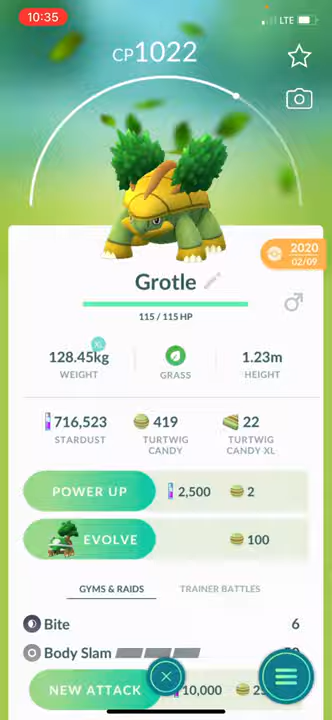 10:35
LTE
CP1022
2020
02/09
Grotle
115 / 115 HP
XL
128.45kg
WEIGHT
GRASS
1.23m
HEIGHT
716,523
STARDUST
419
TURTWIG
CANDY
22
TURTWIG
CANDY XL
POWER UP
2,500
2
EVOLVE
100
GYMS & RAIDS
TRAINER BATTLES
Bite
6
Body Slam
NEW ATTACK
10,000